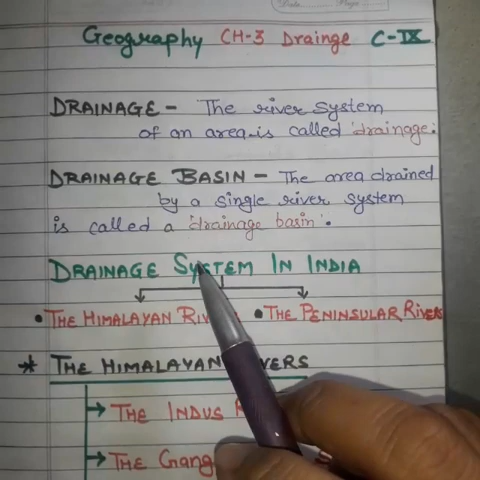 Geography CH-3 Drainge C-IX
DRAINAGE - The river system
of an area is called drainage.
DRAINAGE BASIN - The area drained
by a single river system
is called a drainage basin.
DRAINAGE SYSTEM IN INDIA
• THE HIMALAYAN • THE PENINSULAR RIVERS
* THE HIMALAYAN
→ THE INDUS
→ THE